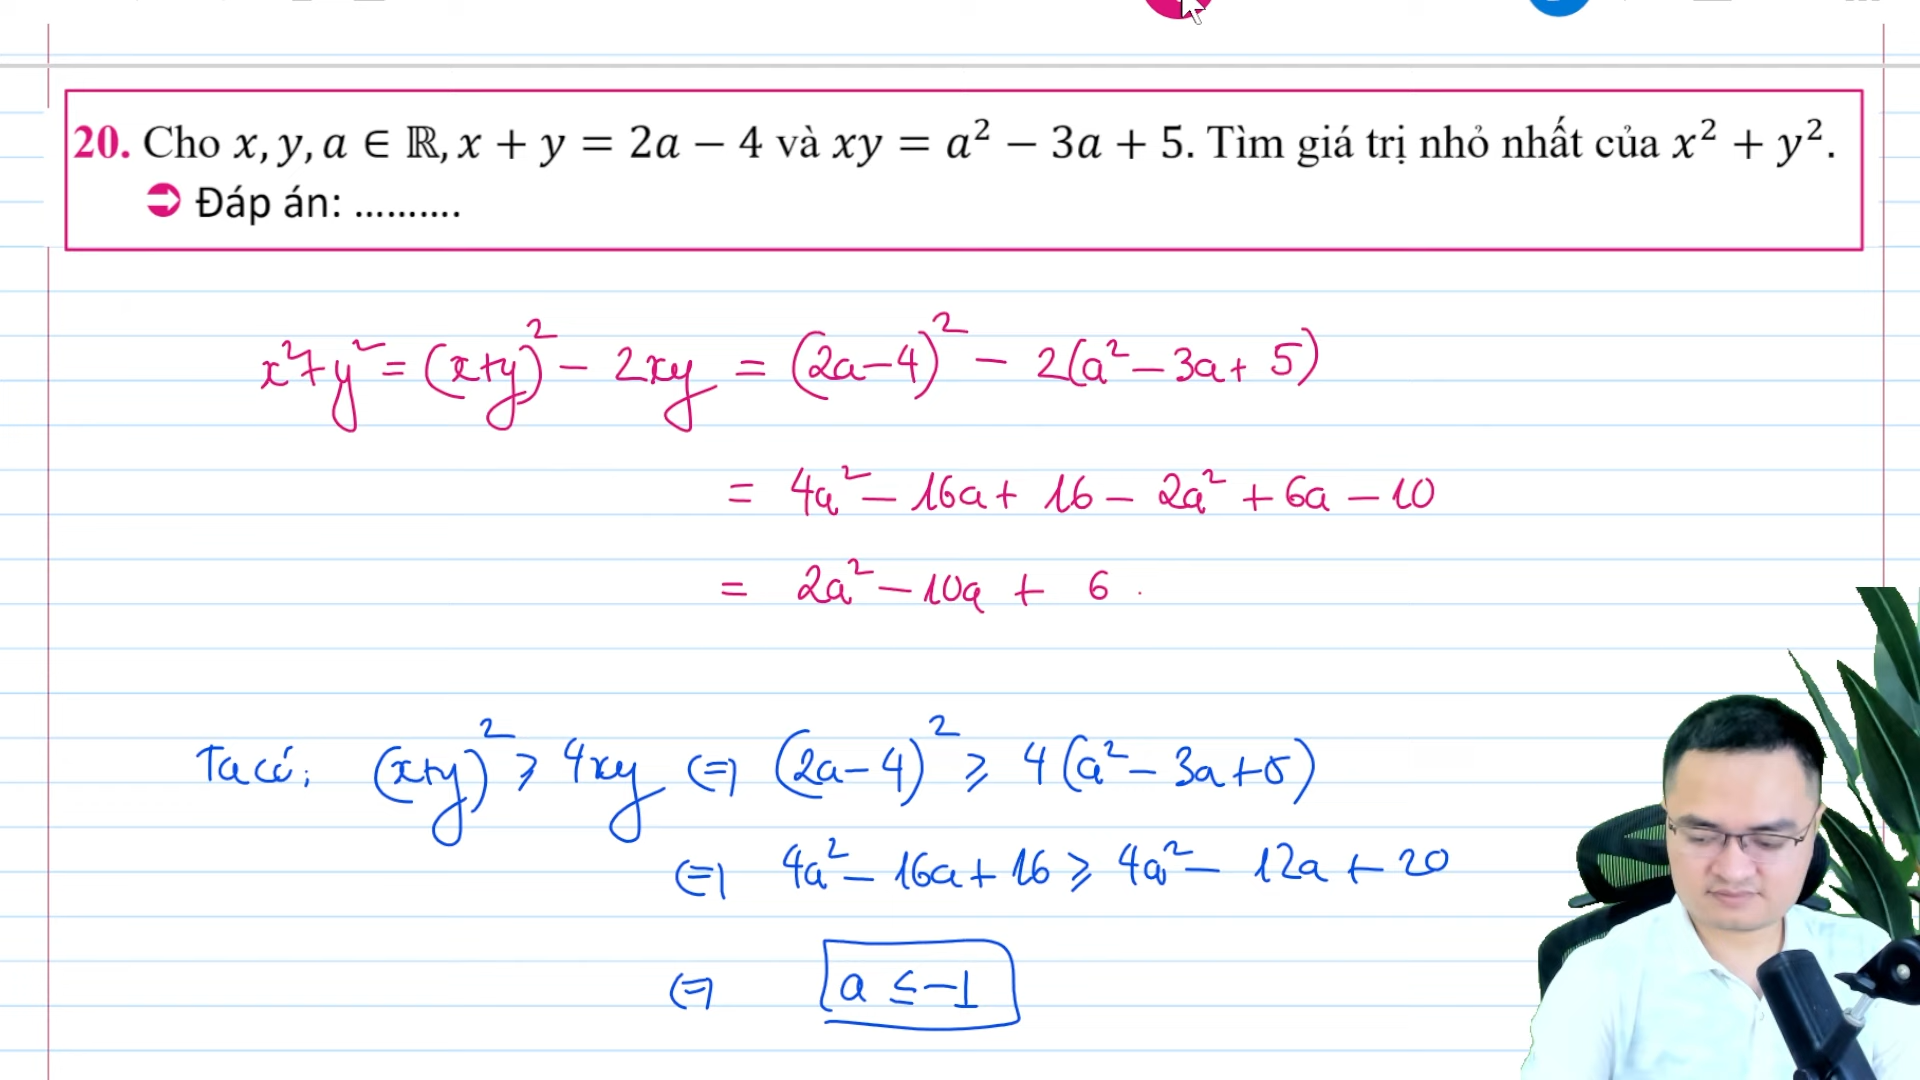 20. Cho x, y, a ∈ ℝ, x + y = 2a − 4 và xy = a² − 3a + 5. Tìm giá trị nhỏ nhất của x² + y².
➲ Đáp án: ..........
x² + y² = (x+y)² − 2xy = (2a−4)² − 2(a² − 3a + 5)
= 4a² − 16a + 16 − 2a² + 6a − 10
= 2a² − 10a + 6.
Ta có: (x+y)² ⩾ 4xy ⇔ (2a−4)² ⩾ 4(a² − 3a + 5)
⇔ 4a² − 16a + 16 ⩾ 4a² − 12a + 20
⇔ a ≤ −1